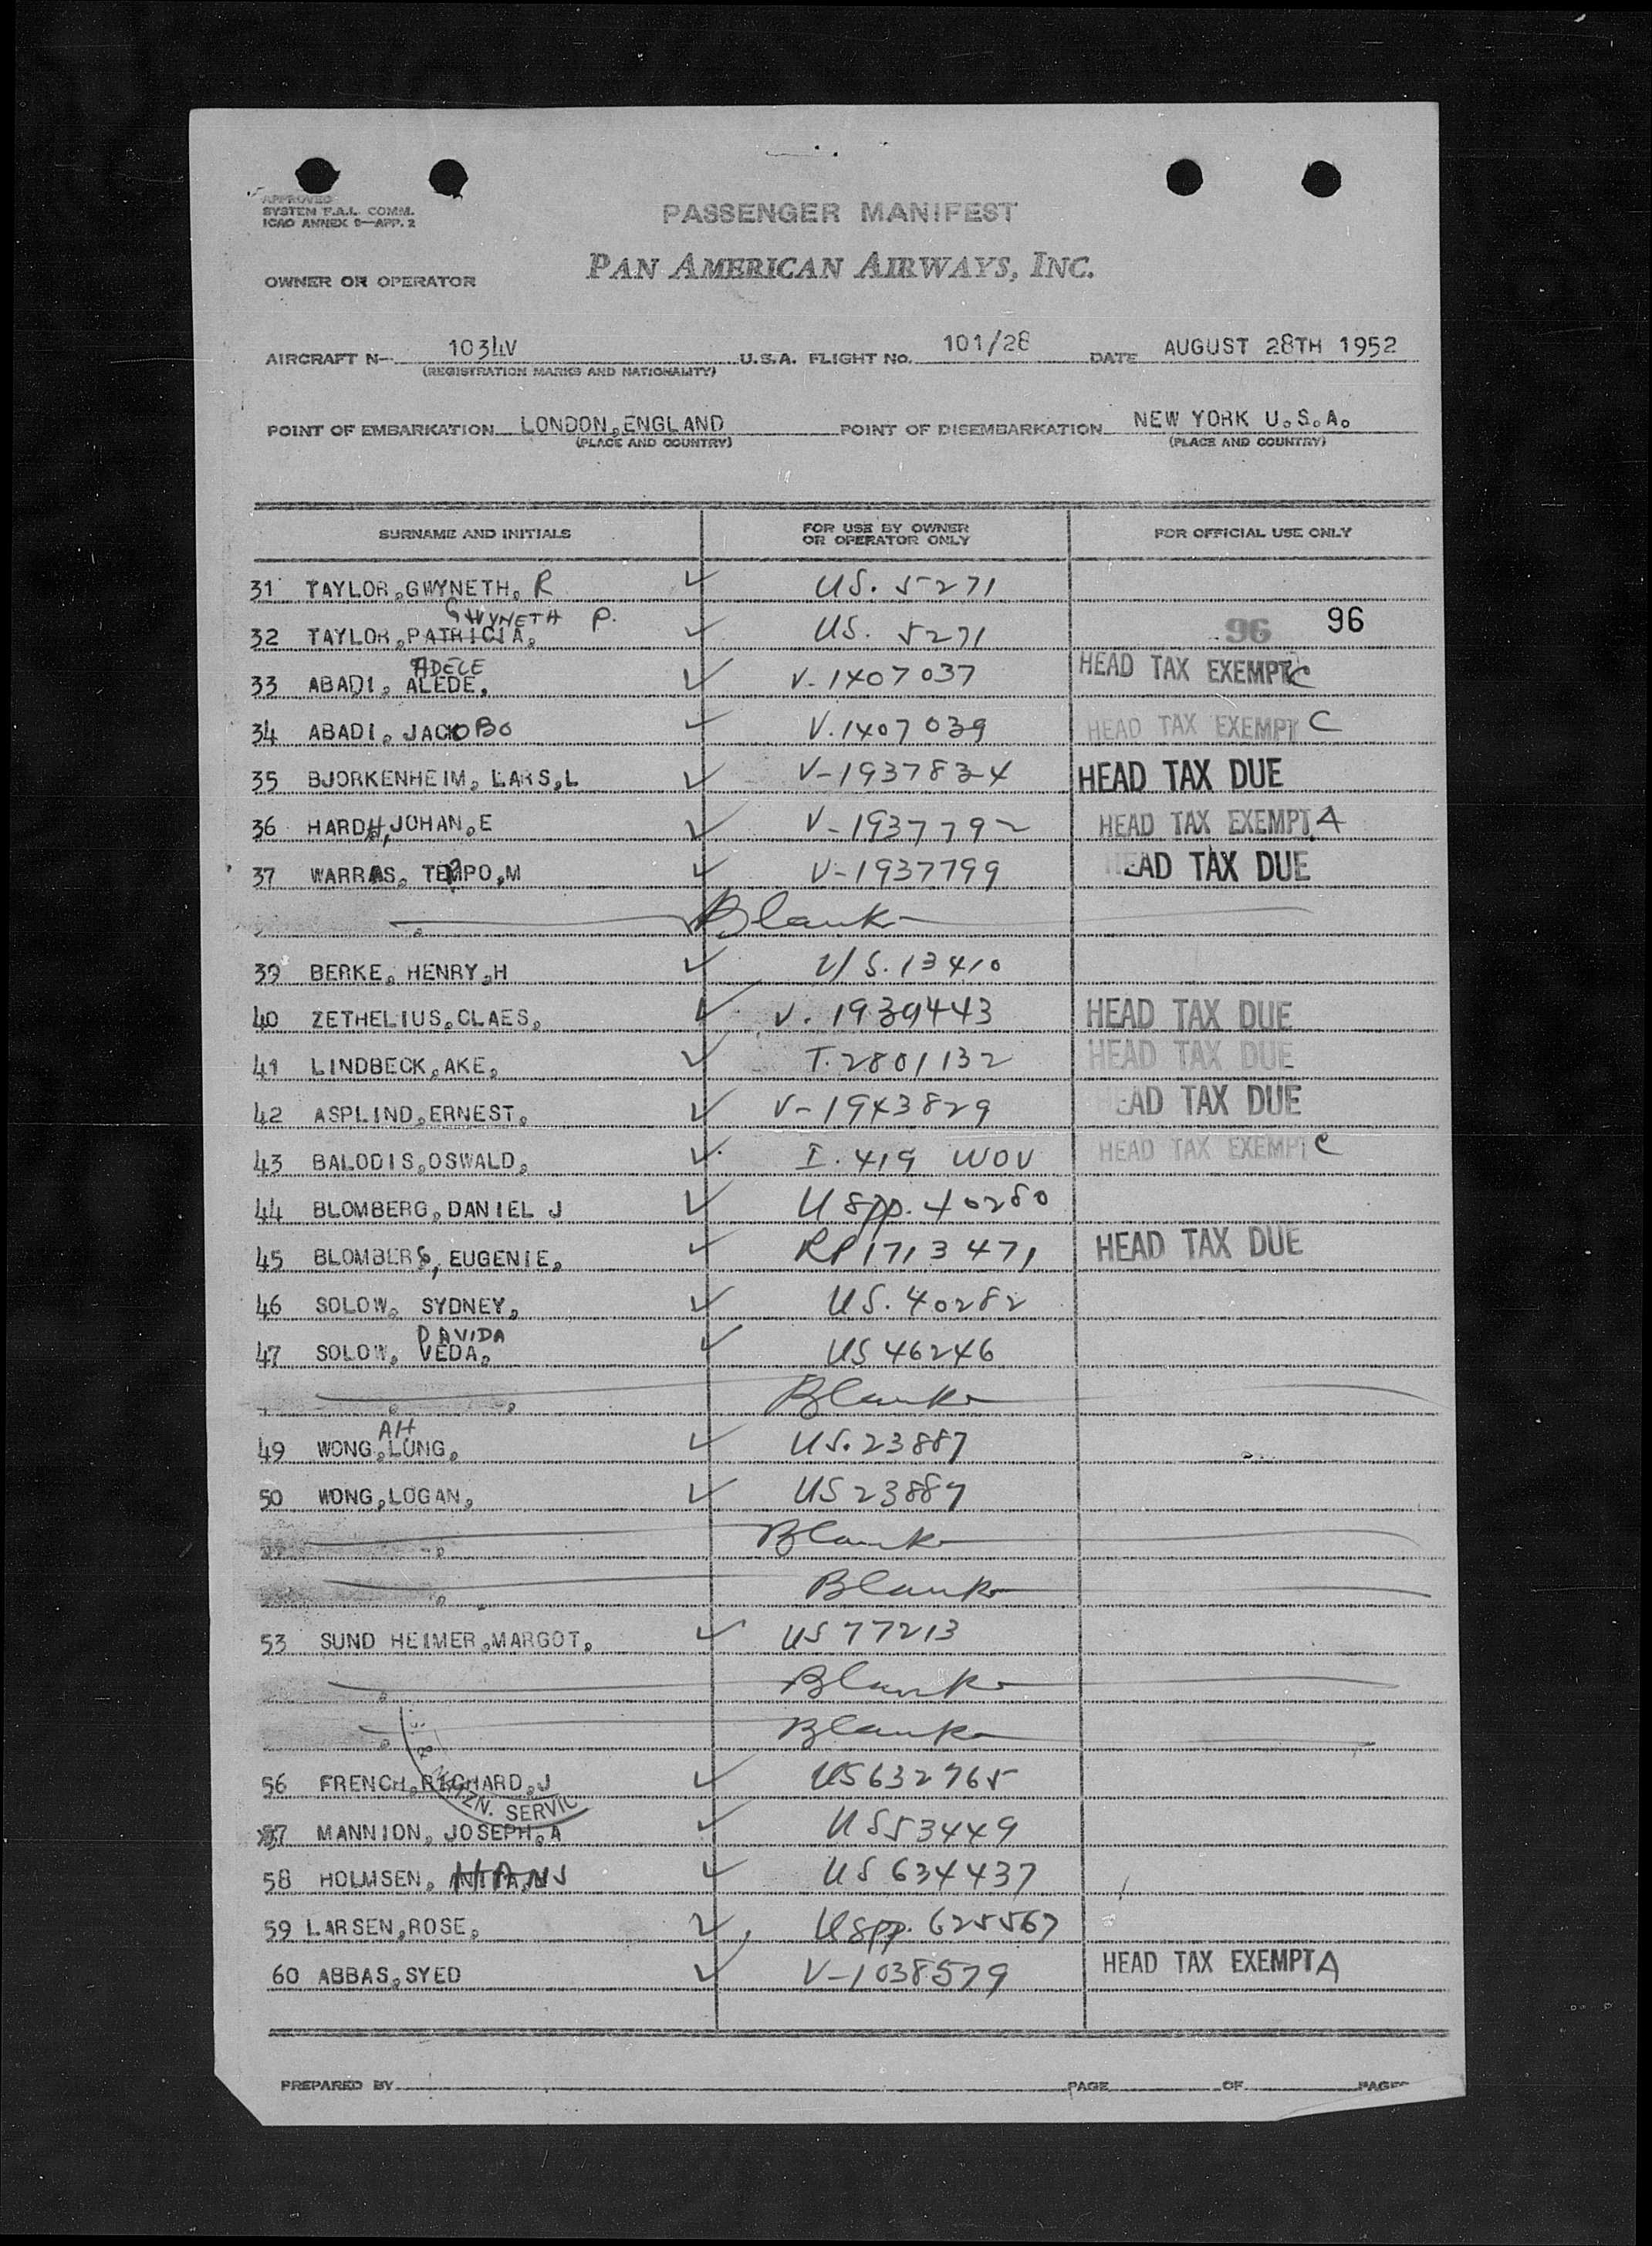 APPROVED
SYSTEM F.A.L. COMM.
ICAO ANNEX 9—APP. 2
PASSENGER MANIFEST
PAN AMERICAN AIRWAYS, INC.
OWNER OR OPERATOR
AIRCRAFT N- 1034V U.S.A. FLIGHT NO. 101/28 DATE AUGUST 28TH 1952
(REGISTRATION MARKS AND NATIONALITY)
POINT OF EMBARKATION LONDON,ENGLAND POINT OF DISEMBARKATION NEW YORK U.S.A.
(PLACE AND COUNTRY) (PLACE AND COUNTRY)
SURNAME AND INITIALS FOR USE BY OWNER OR OPERATOR ONLY FOR OFFICIAL USE ONLY
31 TAYLOR,GWYNETH, R ✓ US. 5271
GWYNETH P.
32 TAYLOR,PATRICIA, ✓ US. 5271 96 96
ADELE
33 ABADI, ALEDE, ✓ V-1407037 HEAD TAX EXEMPT C
34 ABADI, JACOBO ✓ V.1407039 HEAD TAX EXEMPT C
35 BJORKENHEIM, LARS,L ✓ V-1937834 HEAD TAX DUE
36 HARDH,JOHAN,E ✓ V-1937792 HEAD TAX EXEMPT A
37 WARRAS, TEPPO,M ✓ V-1937799 HEAD TAX DUE
Blank
39 BERKE, HENRY,H ✓ US.13410
40 ZETHELIUS,CLAES, ✓ V. 1939443 HEAD TAX DUE
41 LINDBECK,AKE, ✓ T.2801132 HEAD TAX DUE
42 ASPLIND,ERNEST, ✓ V-1943829 HEAD TAX DUE
43 BALODIS,OSWALD, ✓ I. 419 WOV HEAD TAX EXEMPT C
44 BLOMBERG,DANIEL J ✓ USpp. 40280
45 BLOMBERG, EUGENIE, ✓ RP1713471 HEAD TAX DUE
46 SOLOW, SYDNEY, ✓ US. 40282
DAVIDA
47 SOLOW, VEDA, ✓ US 46246
Blank
AH
49 WONG,LUNG, ✓ US.23887
50 WONG,LOGAN, ✓ US 23889
Blank
Blank
53 SUND HEIMER,MARGOT, ✓ US 77213
Blank
Blank
56 FRENCH,RICHARD,J ✓ US632965
NATZN. SERVIC
57 MANNION, JOSEPH,A ✓ US53449
58 HOLMSEN, HANS ✓ US 634437
59 LARSEN,ROSE, ✓ USpp. 625567
60 ABBAS,SYED ✓ V-1038579 HEAD TAX EXEMPT A
PREPARED BY PAGE OF PAGES